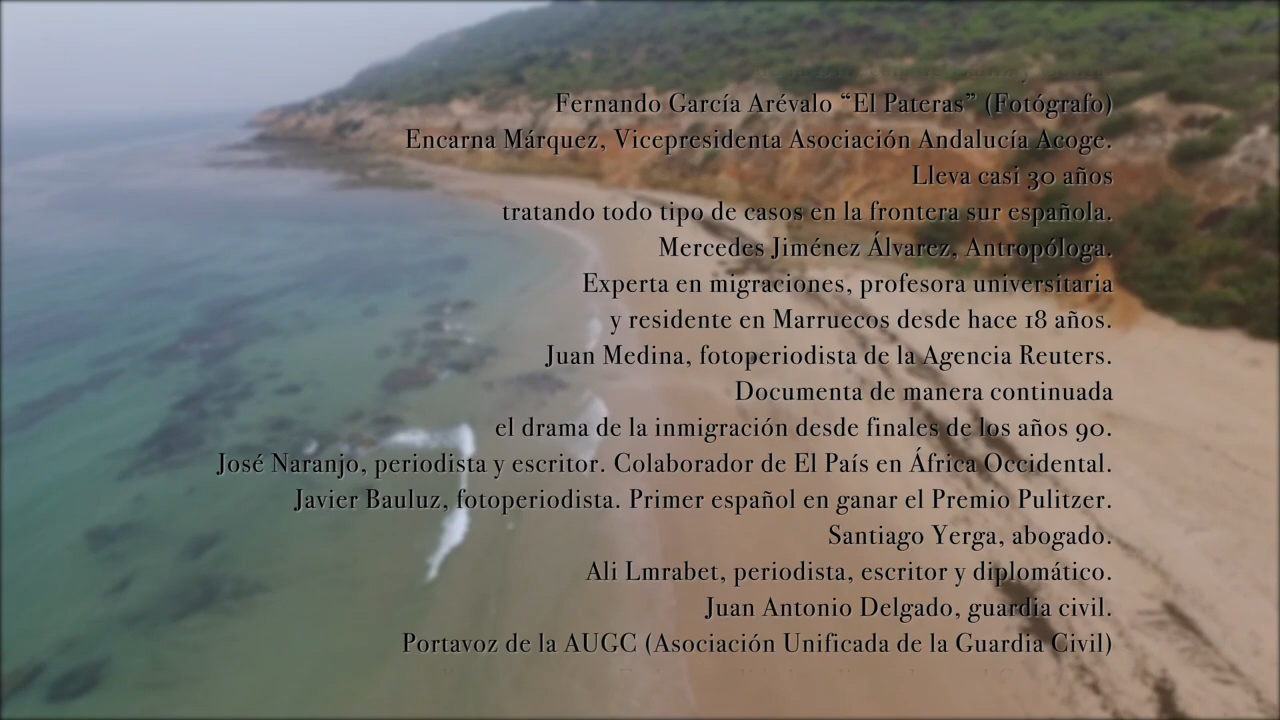 Fernando García Arévalo “El Pateras” (Fotógrafo)
Encarna Márquez, Vicepresidenta Asociación Andalucía Acoge.
Lleva casi 30 años
tratando todo tipo de casos en la frontera sur española.
Mercedes Jiménez Álvarez, Antropóloga.
Experta en migraciones, profesora universitaria
y residente en Marruecos desde hace 18 años.
Juan Medina, fotoperiodista de la Agencia Reuters.
Documenta de manera continuada
el drama de la inmigración desde finales de los años 90.
José Naranjo, periodista y escritor. Colaborador de El País en África Occidental.
Javier Bauluz, fotoperiodista. Primer español en ganar el Premio Pulitzer.
Santiago Yerga, abogado.
Ali Lmrabet, periodista, escritor y diplomático.
Juan Antonio Delgado, guardia civil.
Portavoz de la AUGC (Asociación Unificada de la Guardia Civil)